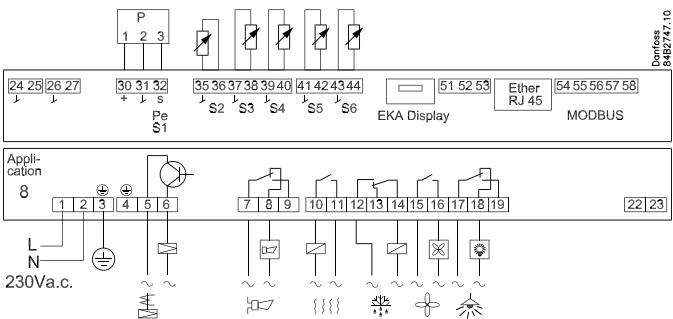 P
1 2 3
Danfoss
84B2747.10
24 25 26 27 30 31 32 35 36 37 38 39 40 41 42 43 44 51 52 53 54 55 56 57 58
Ether
RJ 45
+ s S2 S3 S4 S5 S6
Pe
S1
EKA Display
MODBUS
Appli-
cation
8
1 2 3 4 5 6 7 8 9 10 11 12 13 14 15 16 17 18 19 22 23
L
N
230Va.c.